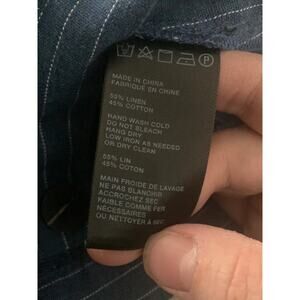 MADE IN CHINA
FABRIQUE EN CHINE
55% LINEN
45% COTTON
HAND WASH COLD
DO NOT BLEACH
HANG DRY
LOW IRON AS NEEDED
OR DRY CLEAN
55% LIN
45% COTON
MAIN FROIDE DE LAVAGE
NE PAS BLANCHIR
ACCROCHEZ SEC
FAIBLE COMME FER
NÉCESSAIRES
OU NETTOYER À SEC